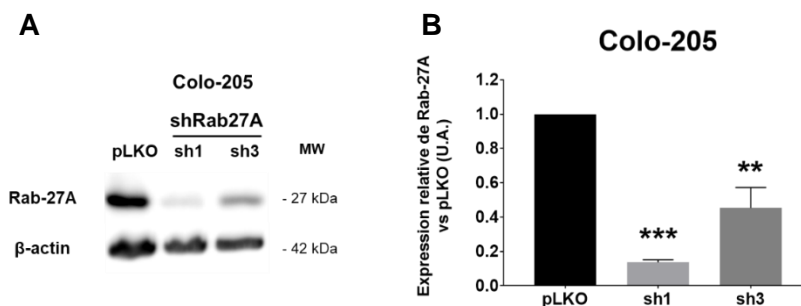 A
Colo-205
shRab27A
pLKO sh1 sh3 MW
Rab-27A - 27 kDa
β-actin - 42 kDa
B
Colo-205
Expression relative de Rab-27A
vs pLKO (U.A.)
1.2
1.0
0.8
0.6
0.4
0.2
0.0
***
**
pLKO sh1 sh3